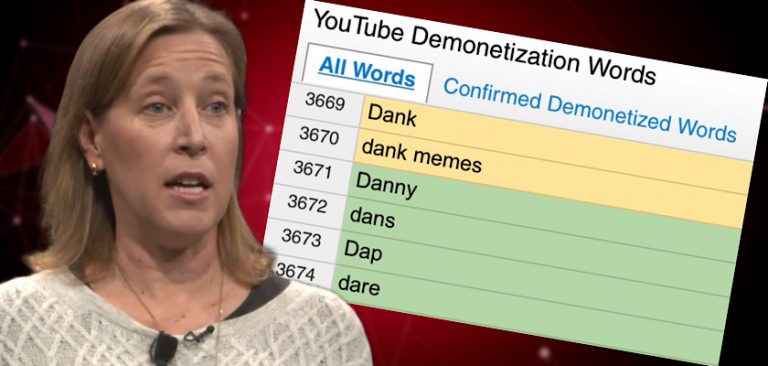 YouTube Demonetization Words
All Words
Confirmed Demonetized Words
3669 Dank
3670 dank memes
3671 Danny
3672 dans
3673 Dap
3674 dare